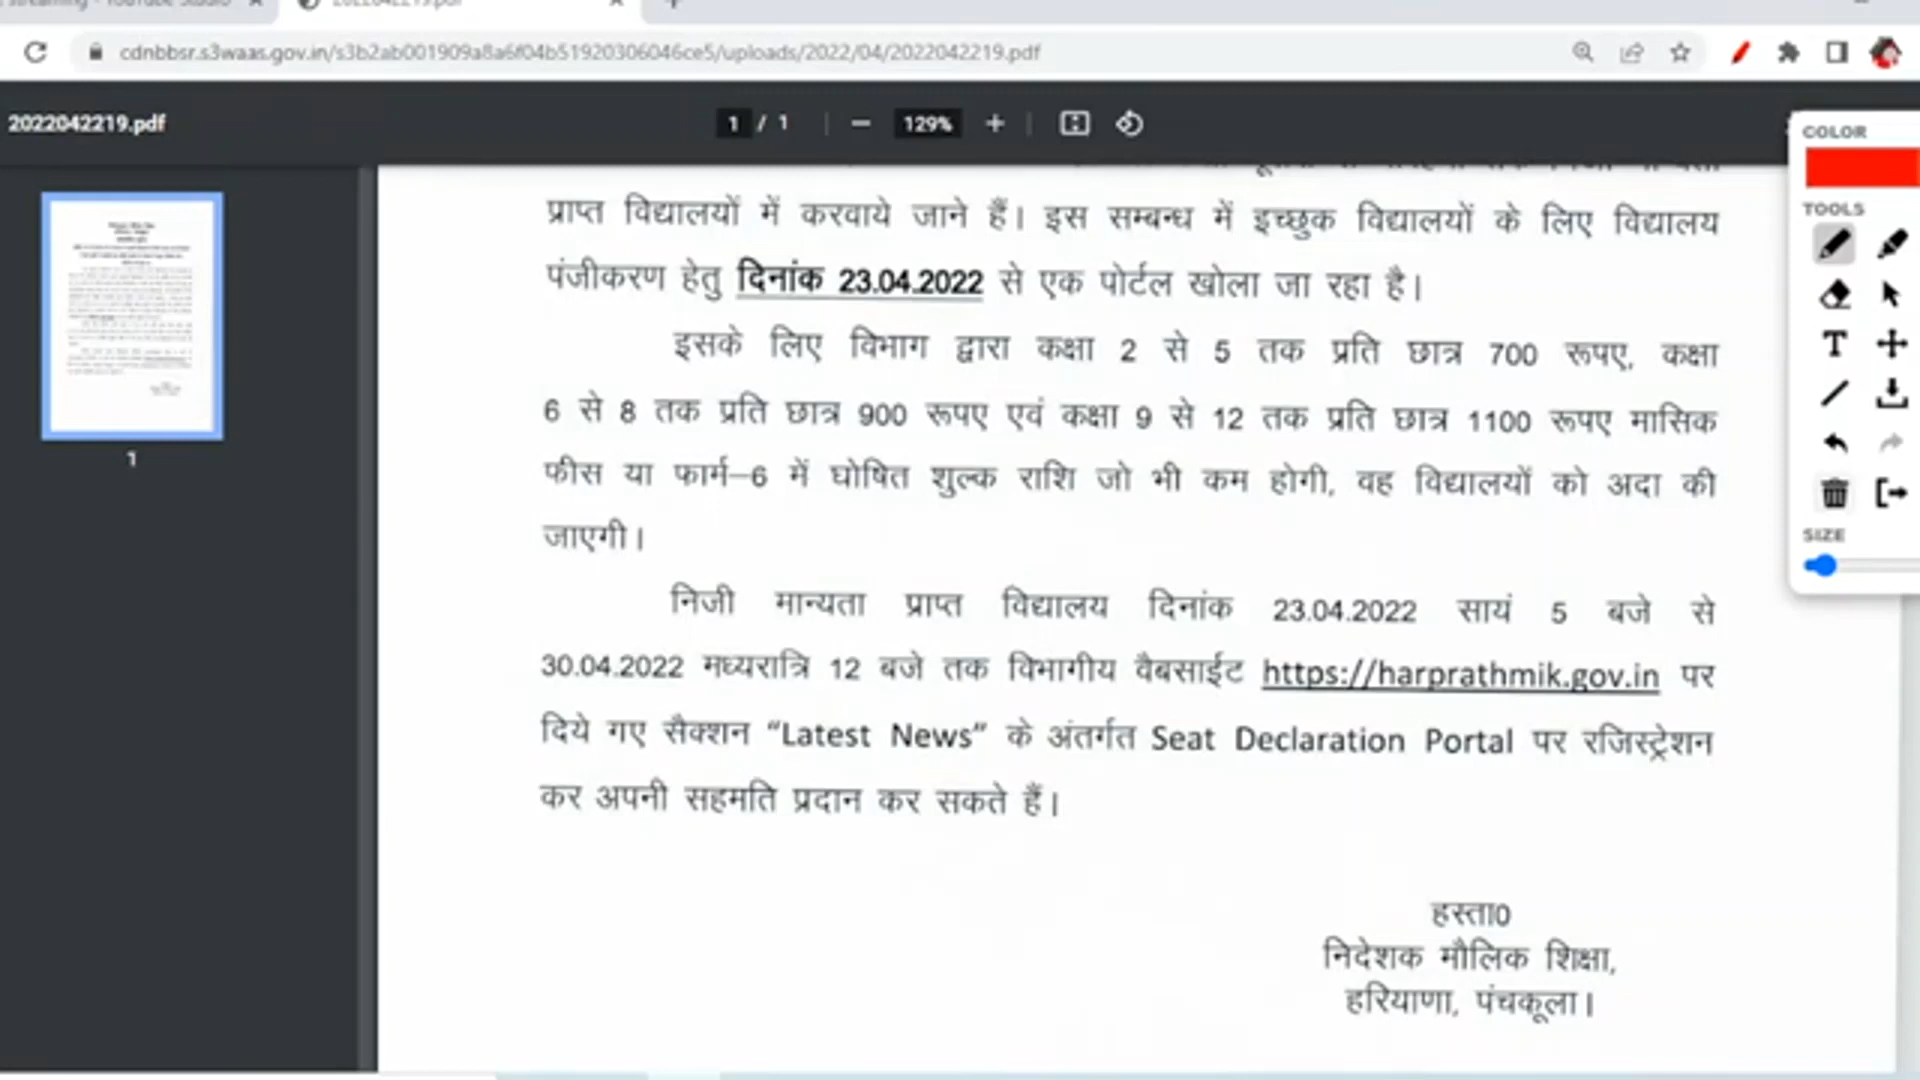 cdnbbsr.s3waas.gov.in/s3b2ab001909a8a6f04b51920306046ce5/uploads/2022/04/2022042219.pdf
2022042219.pdf
1 / 1
129%
COLOR
TOOLS
T
SIZE
1
प्राप्त विद्यालयों में करवाये जाने हैं। इस सम्बन्ध में इच्छुक विद्यालयों के लिए विद्यालय
पंजीकरण हेतु दिनांक 23.04.2022 से एक पोर्टल खोला जा रहा है।
इसके लिए विभाग द्वारा कक्षा 2 से 5 तक प्रति छात्र 700 रूपए, कक्षा
6 से 8 तक प्रति छात्र 900 रूपए एवं कक्षा 9 से 12 तक प्रति छात्र 1100 रूपए मासिक
फीस या फार्म–6 में घोषित शुल्क राशि जो भी कम होगी, वह विद्यालयों को अदा की
जाएगी।
निजी मान्यता प्राप्त विद्यालय दिनांक 23.04.2022 सायं 5 बजे से
30.04.2022 मध्यरात्रि 12 बजे तक विभागीय वैबसाईट https://harprathmik.gov.in पर
दिये गए सैक्शन “Latest News” के अंतर्गत Seat Declaration Portal पर रजिस्ट्रेशन
कर अपनी सहमति प्रदान कर सकते हैं।
हस्ता0
निदेशक मौलिक शिक्षा,
हरियाणा, पंचकूला।